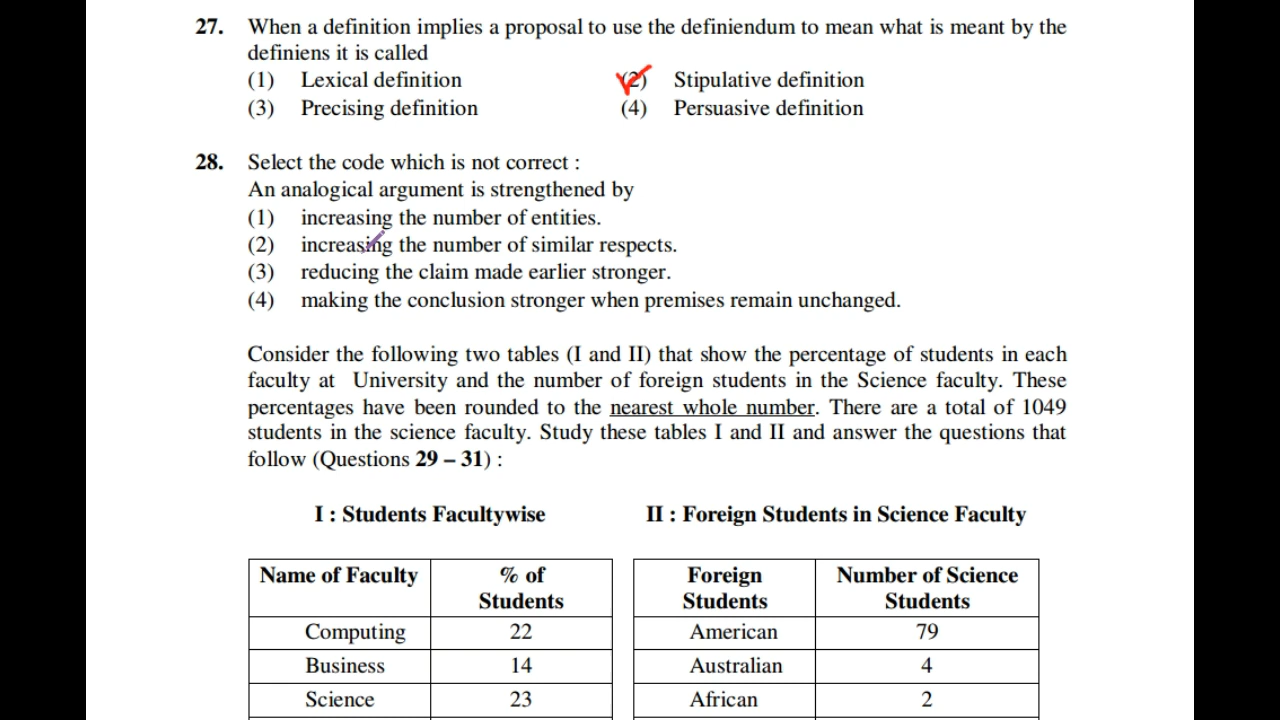 27. When a definition implies a proposal to use the definiendum to mean what is meant by the
definiens it is called
(1) Lexical definition (2) Stipulative definition
(3) Precising definition (4) Persuasive definition
28. Select the code which is not correct :
An analogical argument is strengthened by
(1) increasing the number of entities.
(2) increasing the number of similar respects.
(3) reducing the claim made earlier stronger.
(4) making the conclusion stronger when premises remain unchanged.
Consider the following two tables (I and II) that show the percentage of students in each
faculty at University and the number of foreign students in the Science faculty. These
percentages have been rounded to the nearest whole number. There are a total of 1049
students in the science faculty. Study these tables I and II and answer the questions that
follow (Questions 29 – 31) :
I : Students Facultywise II : Foreign Students in Science Faculty
Name of Faculty % of Foreign Number of Science
Students Students Students
Computing 22 American 79
Business 14 Australian 4
Science 23 African 2